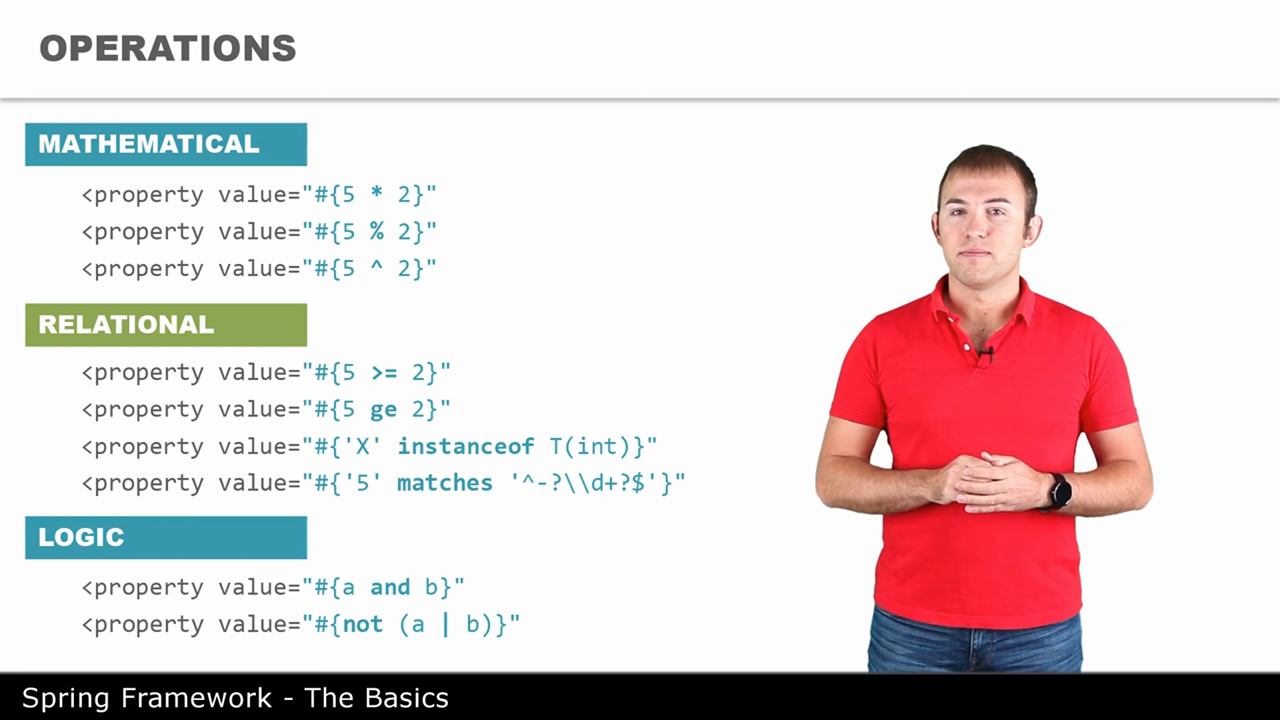 OPERATIONS
MATHEMATICAL
<property value="#{5 * 2}"
<property value="#{5 % 2}"
<property value="#{5 ^ 2}"
RELATIONAL
<property value="#{5 >= 2}"
<property value="#{5 ge 2}"
<property value="#{'X' instanceof T(int)}"
<property value="#{'5' matches '^-?\\d+?$'}"
LOGIC
<property value="#{a and b}"
<property value="#{not (a | b)}"
Spring Framework - The Basics